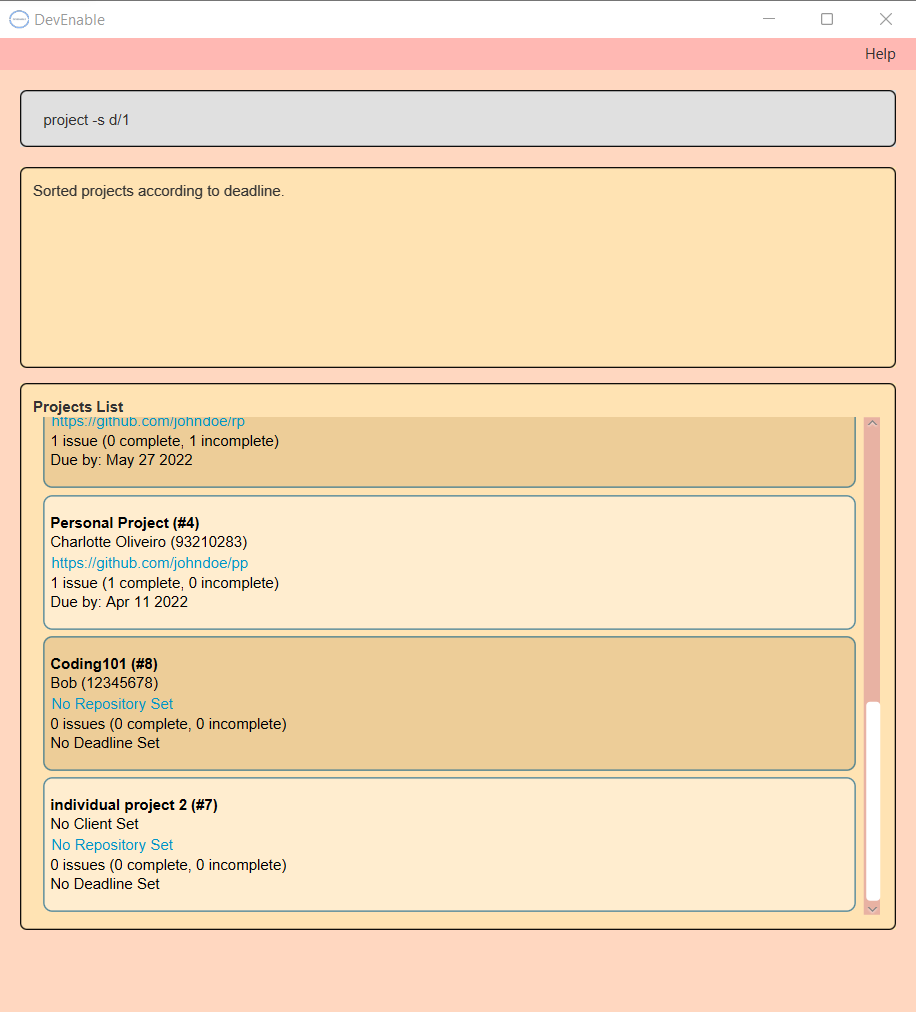 DevEnable
Help
project -s d/1
Sorted projects according to deadline.
Projects List
https://github.com/johndoe/rp
1 issue (0 complete, 1 incomplete)
Due by: May 27 2022
Personal Project (#4)
Charlotte Oliveiro (93210283)
https://github.com/johndoe/pp
1 issue (1 complete, 0 incomplete)
Due by: Apr 11 2022
Coding101 (#8)
Bob (12345678)
No Repository Set
0 issues (0 complete, 0 incomplete)
No Deadline Set
individual project 2 (#7)
No Client Set
No Repository Set
0 issues (0 complete, 0 incomplete)
No Deadline Set